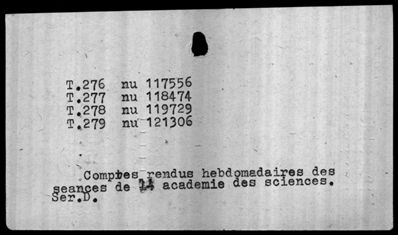 T.276 nu 117556
T.277 nu 118474
T.278 nu 119729
T.279 nu 121306
Comptes rendus hebdomadaires des
seances de la academie des sciences.
Ser.D.